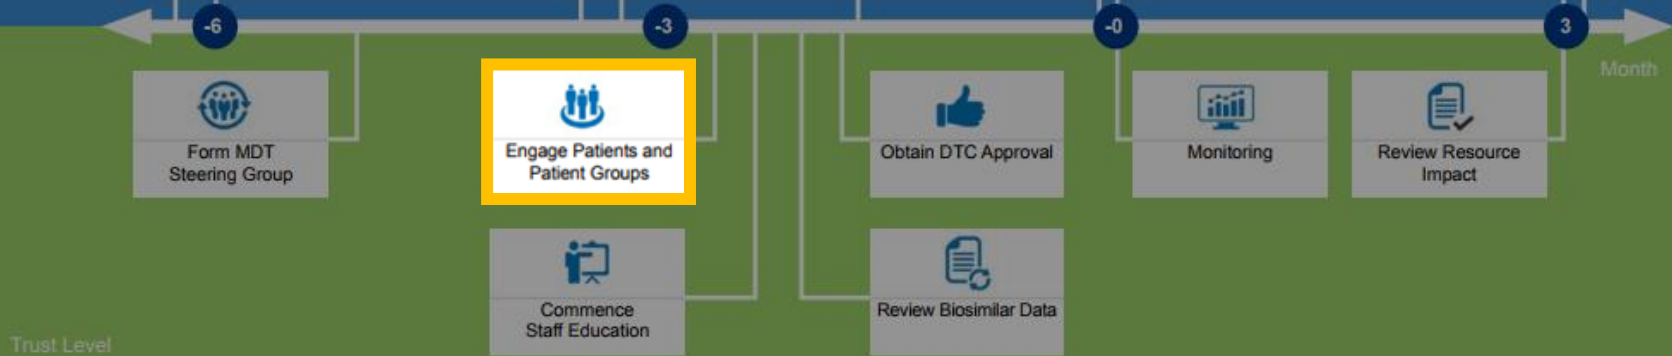 -6
-3
-0
3
Month
Form MDT
Steering Group
Engage Patients and
Patient Groups
Obtain DTC Approval
Monitoring
Review Resource
Impact
Commence
Staff Education
Review Biosimilar Data
Trust Level